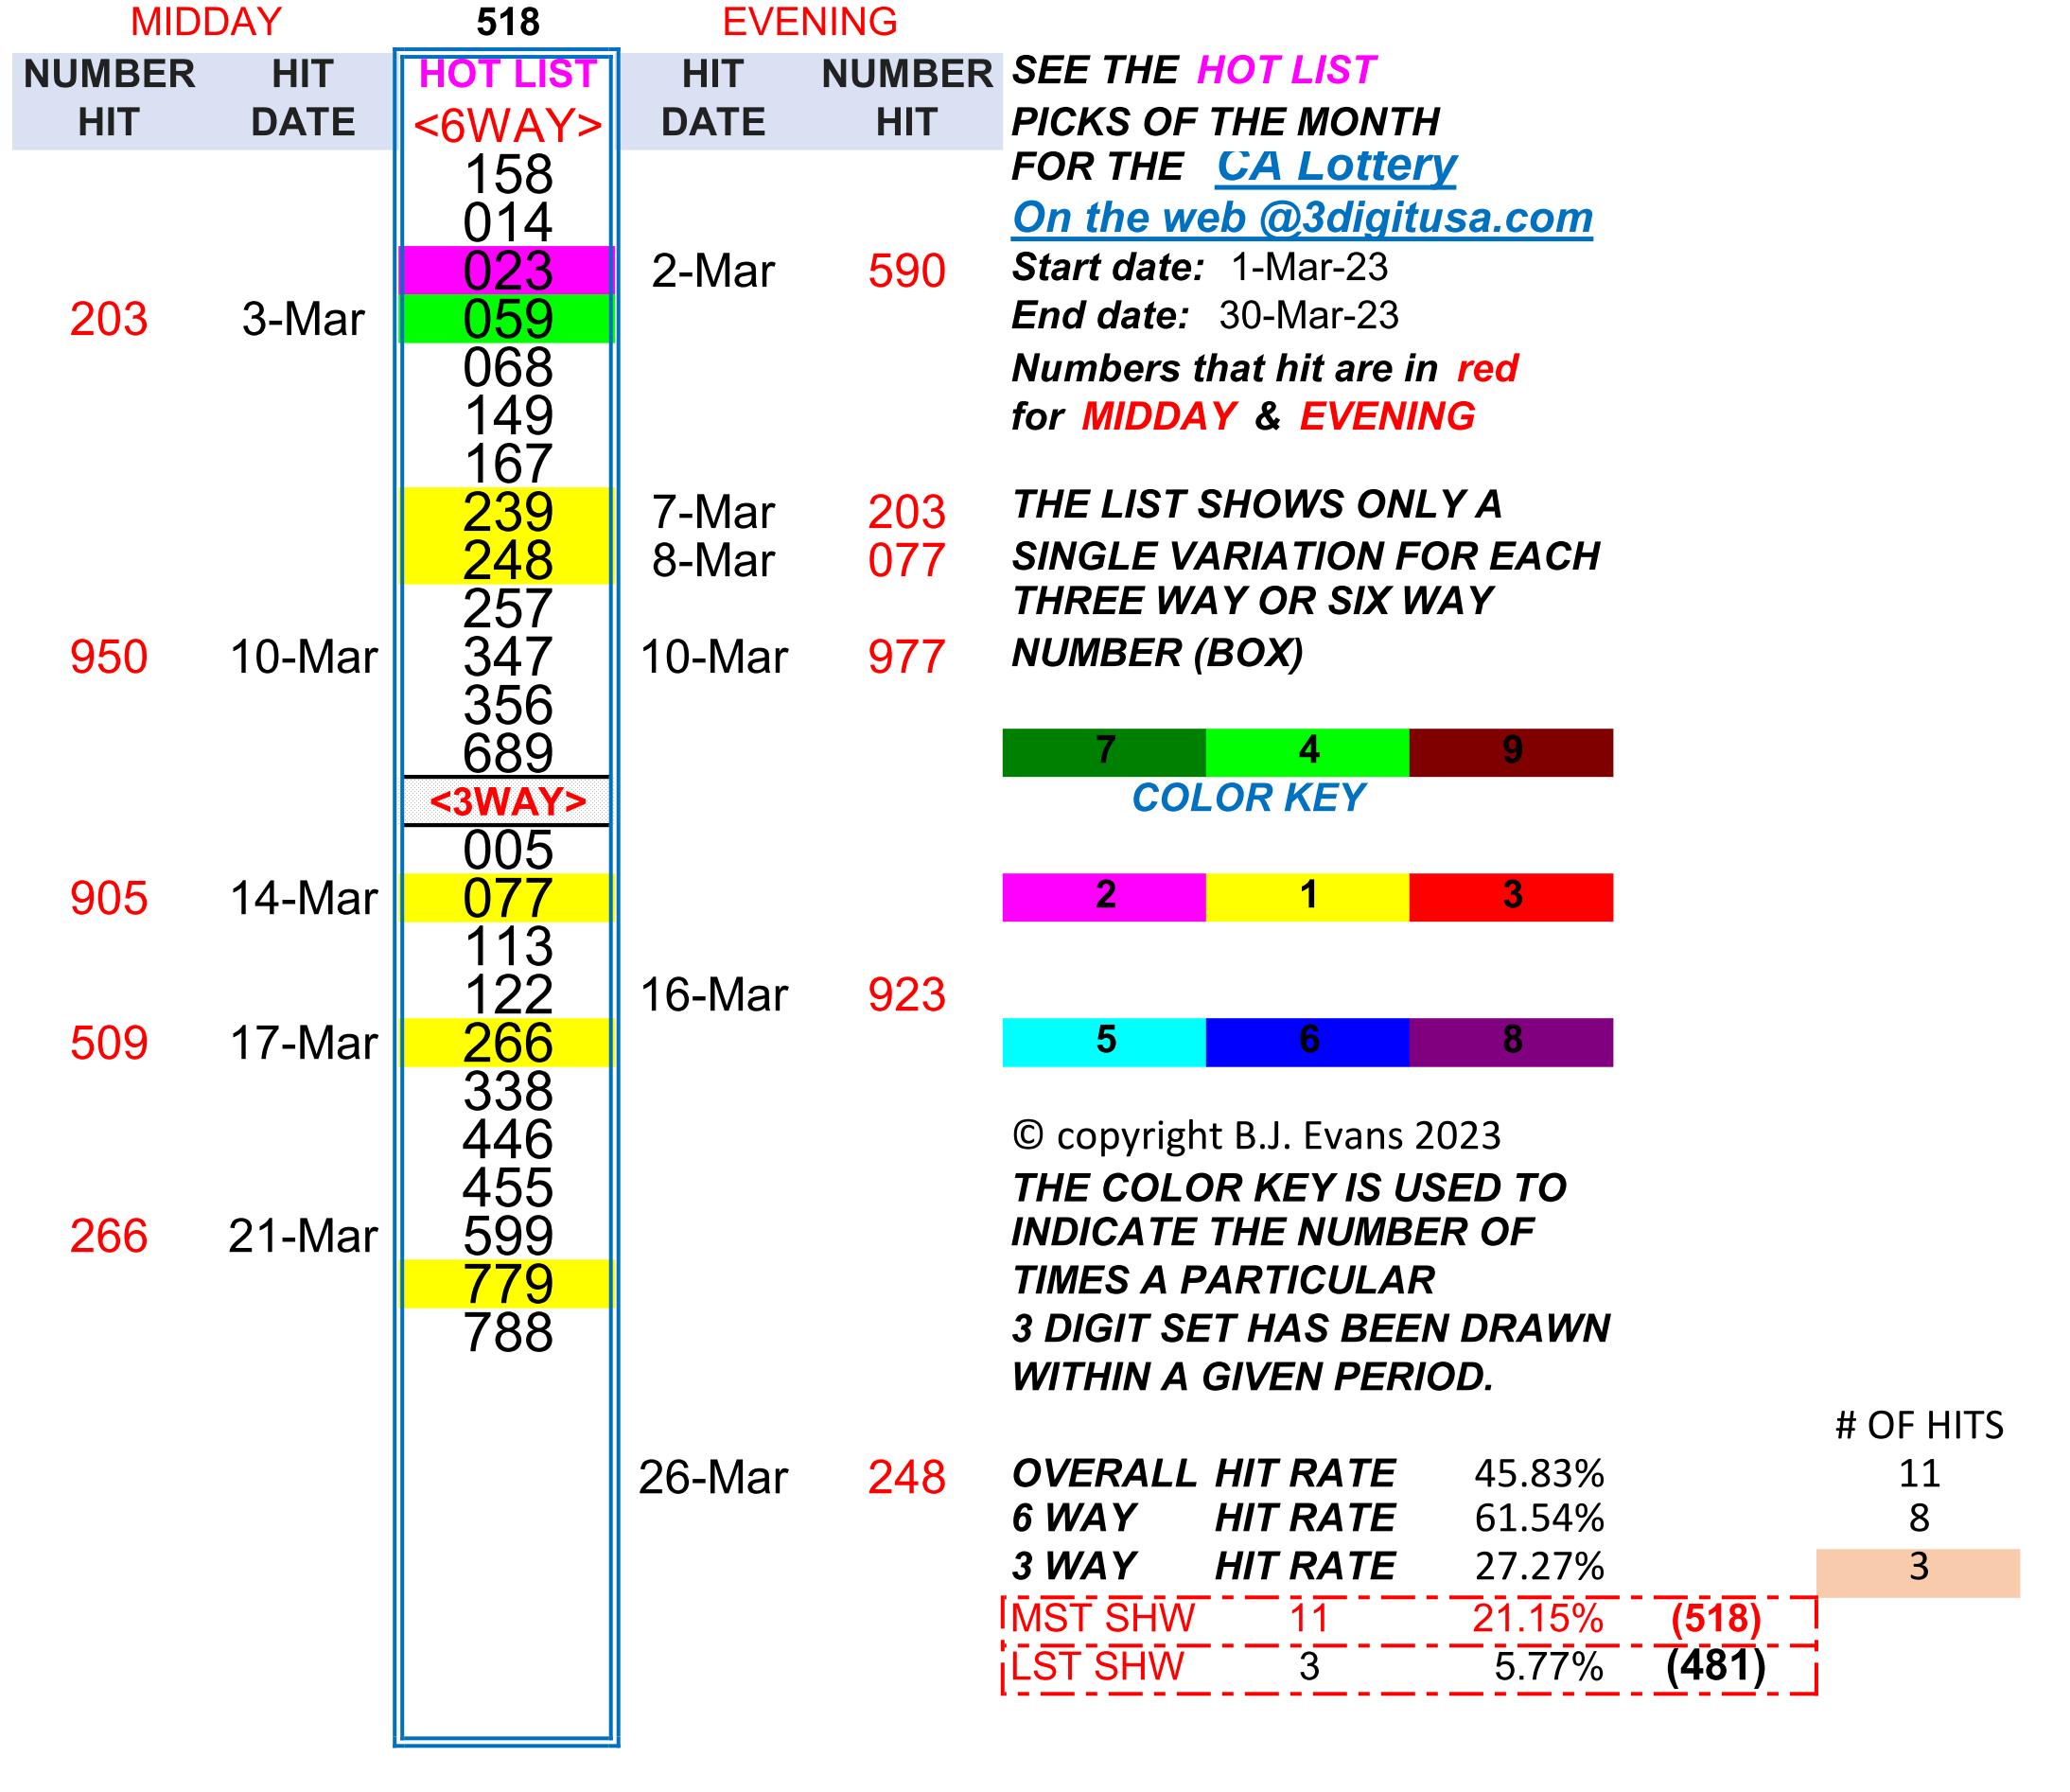 MIDDAY 518 EVENING
NUMBER HIT HOT LIST HIT NUMBER SEE THE HOT LIST
HIT DATE <6WAY> DATE HIT PICKS OF THE MONTH
158 FOR THE CA Lottery
014 On the web @3digitusa.com
023 2-Mar 590 Start date: 1-Mar-23
203 3-Mar 059 End date: 30-Mar-23
068 Numbers that hit are in red
149 for MIDDAY & EVENING
167
239 7-Mar 203 THE LIST SHOWS ONLY A
248 8-Mar 077 SINGLE VARIATION FOR EACH
257 THREE WAY OR SIX WAY
950 10-Mar 347 10-Mar 977 NUMBER (BOX)
356
689 7 4 9
<3WAY> COLOR KEY
005
905 14-Mar 077 2 1 3
113
122 16-Mar 923
509 17-Mar 266 5 6 8
338
446 © copyright B.J. Evans 2023
455 THE COLOR KEY IS USED TO
266 21-Mar 599 INDICATE THE NUMBER OF
779 TIMES A PARTICULAR
788 3 DIGIT SET HAS BEEN DRAWN
WITHIN A GIVEN PERIOD.
# OF HITS
26-Mar 248 OVERALL HIT RATE 45.83% 11
6 WAY HIT RATE 61.54% 8
3 WAY HIT RATE 27.27% 3
MST SHW 11 21.15% (518)
LST SHW 3 5.77% (481)